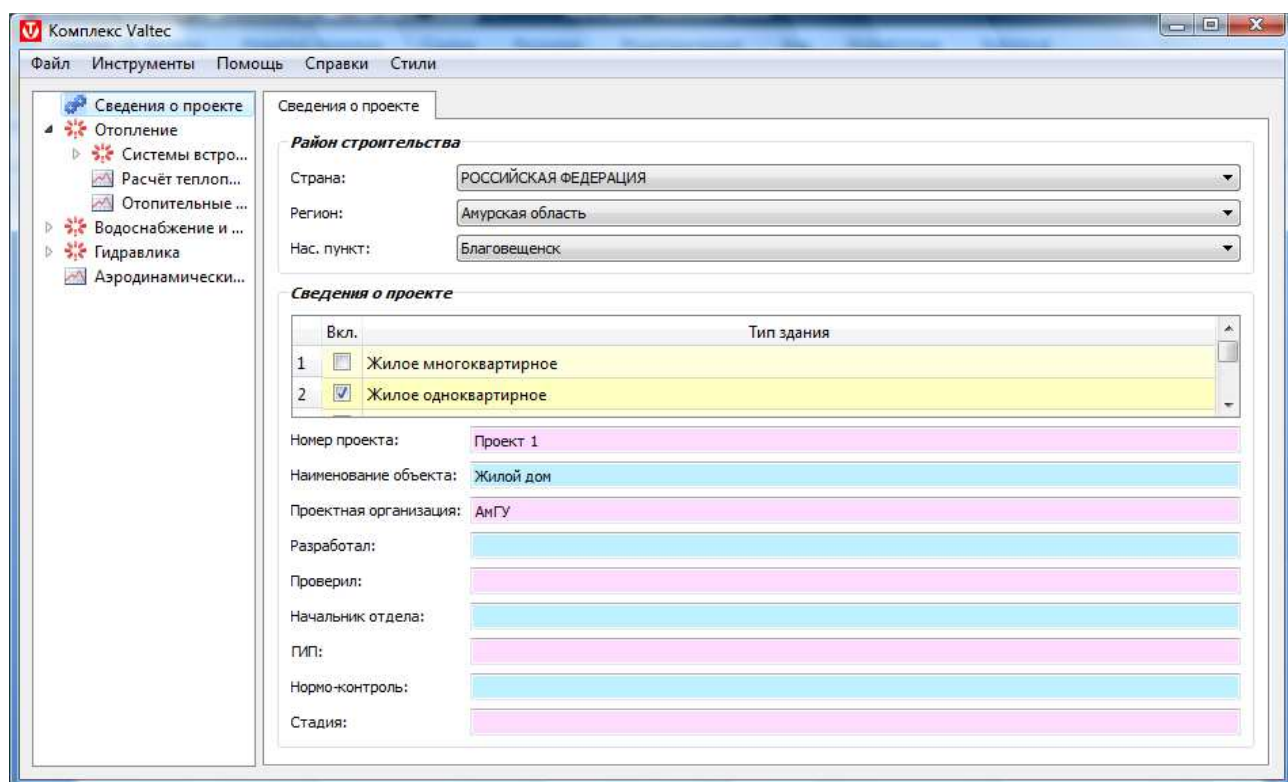 Комплекс Valtec
Файл Инструменты Помощь Справки Стили
Сведения о проекте
Отопление
Системы встро...
Расчёт теплоп...
Отопительные ...
Водоснабжение и ...
Гидравлика
Аэродинамически...
Сведения о проекте
Район строительства
Страна: РОССИЙСКАЯ ФЕДЕРАЦИЯ
Регион: Амурская область
Нас. пункт: Благовещенск
Сведения о проекте
Вкл. Тип здания
1 Жилое многоквартирное
2 Жилое одноквартирное
Номер проекта: Проект 1
Наименование объекта: Жилой дом
Проектная организация: АмГУ
Разработал:
Проверил:
Начальник отдела:
ГИП:
Нормо-контроль:
Стадия: